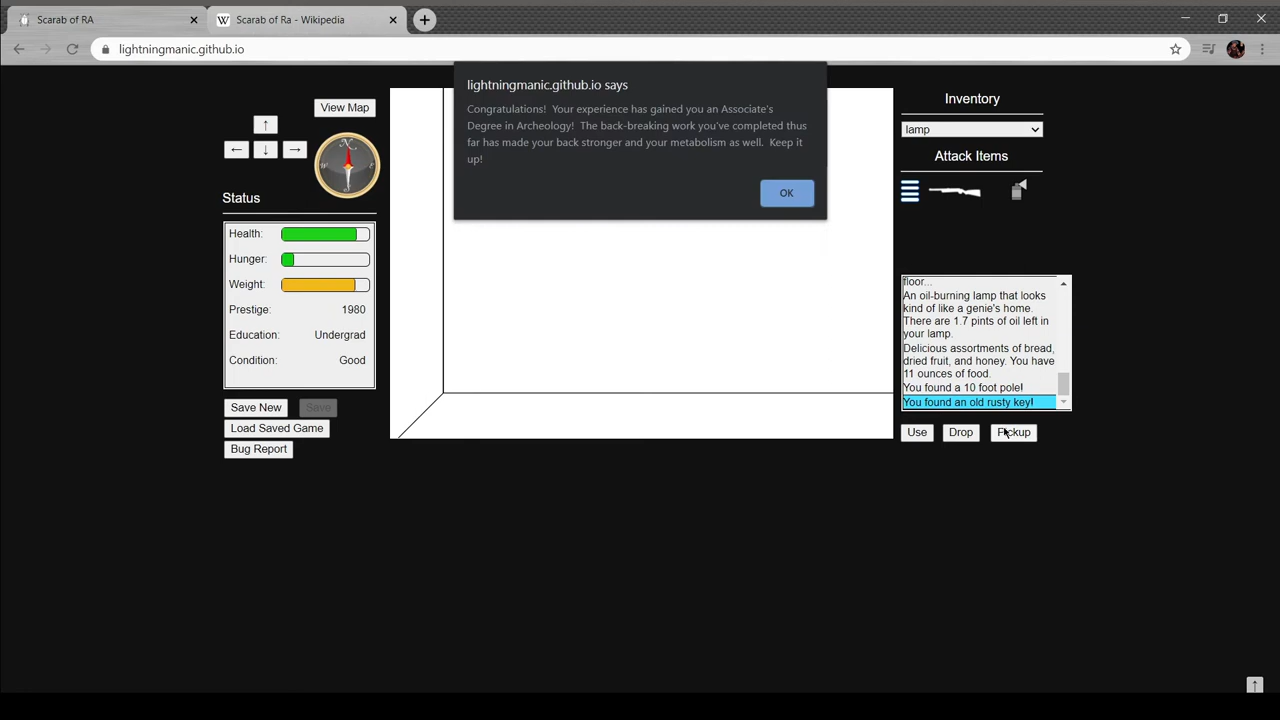 Scarab of RA
Scarab of Ra - Wikipedia
lightningmanic.github.io
lightningmanic.github.io says
Congratulations! Your experience has gained you an Associate's
Degree in Archeology! The back-breaking work you've completed thus
far has made your back stronger and your metabolism as well. Keep it
up!
OK
View Map
N
W
E
S
Status
Health:
Hunger:
Weight:
Prestige: 1980
Education: Undergrad
Condition: Good
Save New
Save
Load Saved Game
Bug Report
Inventory
lamp
Attack Items
floor...
An oil-burning lamp that looks
kind of like a genie's home.
There are 1.7 pints of oil left in
your lamp.
Delicious assortments of bread,
dried fruit, and honey. You have
11 ounces of food.
You found a 10 foot pole!
You found an old rusty key!
Use
Drop
Pickup